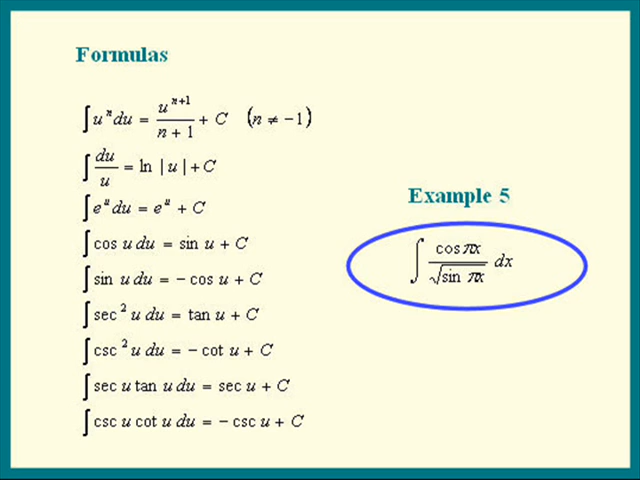 Formulas
∫ uⁿ du = uⁿ⁺¹ / (n + 1) + C (n ≠ −1)
∫ du / u = ln | u | + C
∫ eᵘ du = eᵘ + C
∫ cos u du = sin u + C
∫ sin u du = − cos u + C
∫ sec² u du = tan u + C
∫ csc² u du = − cot u + C
∫ sec u tan u du = sec u + C
∫ csc u cot u du = − csc u + C
Example 5
∫ cos πx / √(sin πx) dx